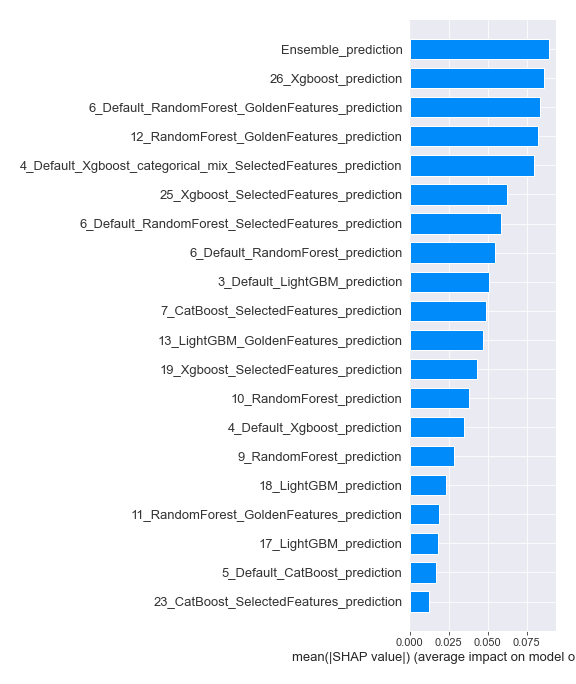 Ensemble_prediction
26_Xgboost_prediction
6_Default_RandomForest_GoldenFeatures_prediction
12_RandomForest_GoldenFeatures_prediction
4_Default_Xgboost_categorical_mix_SelectedFeatures_prediction
25_Xgboost_SelectedFeatures_prediction
6_Default_RandomForest_SelectedFeatures_prediction
6_Default_RandomForest_prediction
3_Default_LightGBM_prediction
7_CatBoost_SelectedFeatures_prediction
13_LightGBM_GoldenFeatures_prediction
19_Xgboost_SelectedFeatures_prediction
10_RandomForest_prediction
4_Default_Xgboost_prediction
9_RandomForest_prediction
18_LightGBM_prediction
11_RandomForest_GoldenFeatures_prediction
17_LightGBM_prediction
5_Default_CatBoost_prediction
23_CatBoost_SelectedFeatures_prediction
0.000 0.025 0.050 0.075
mean(|SHAP value|) (average impact on model o